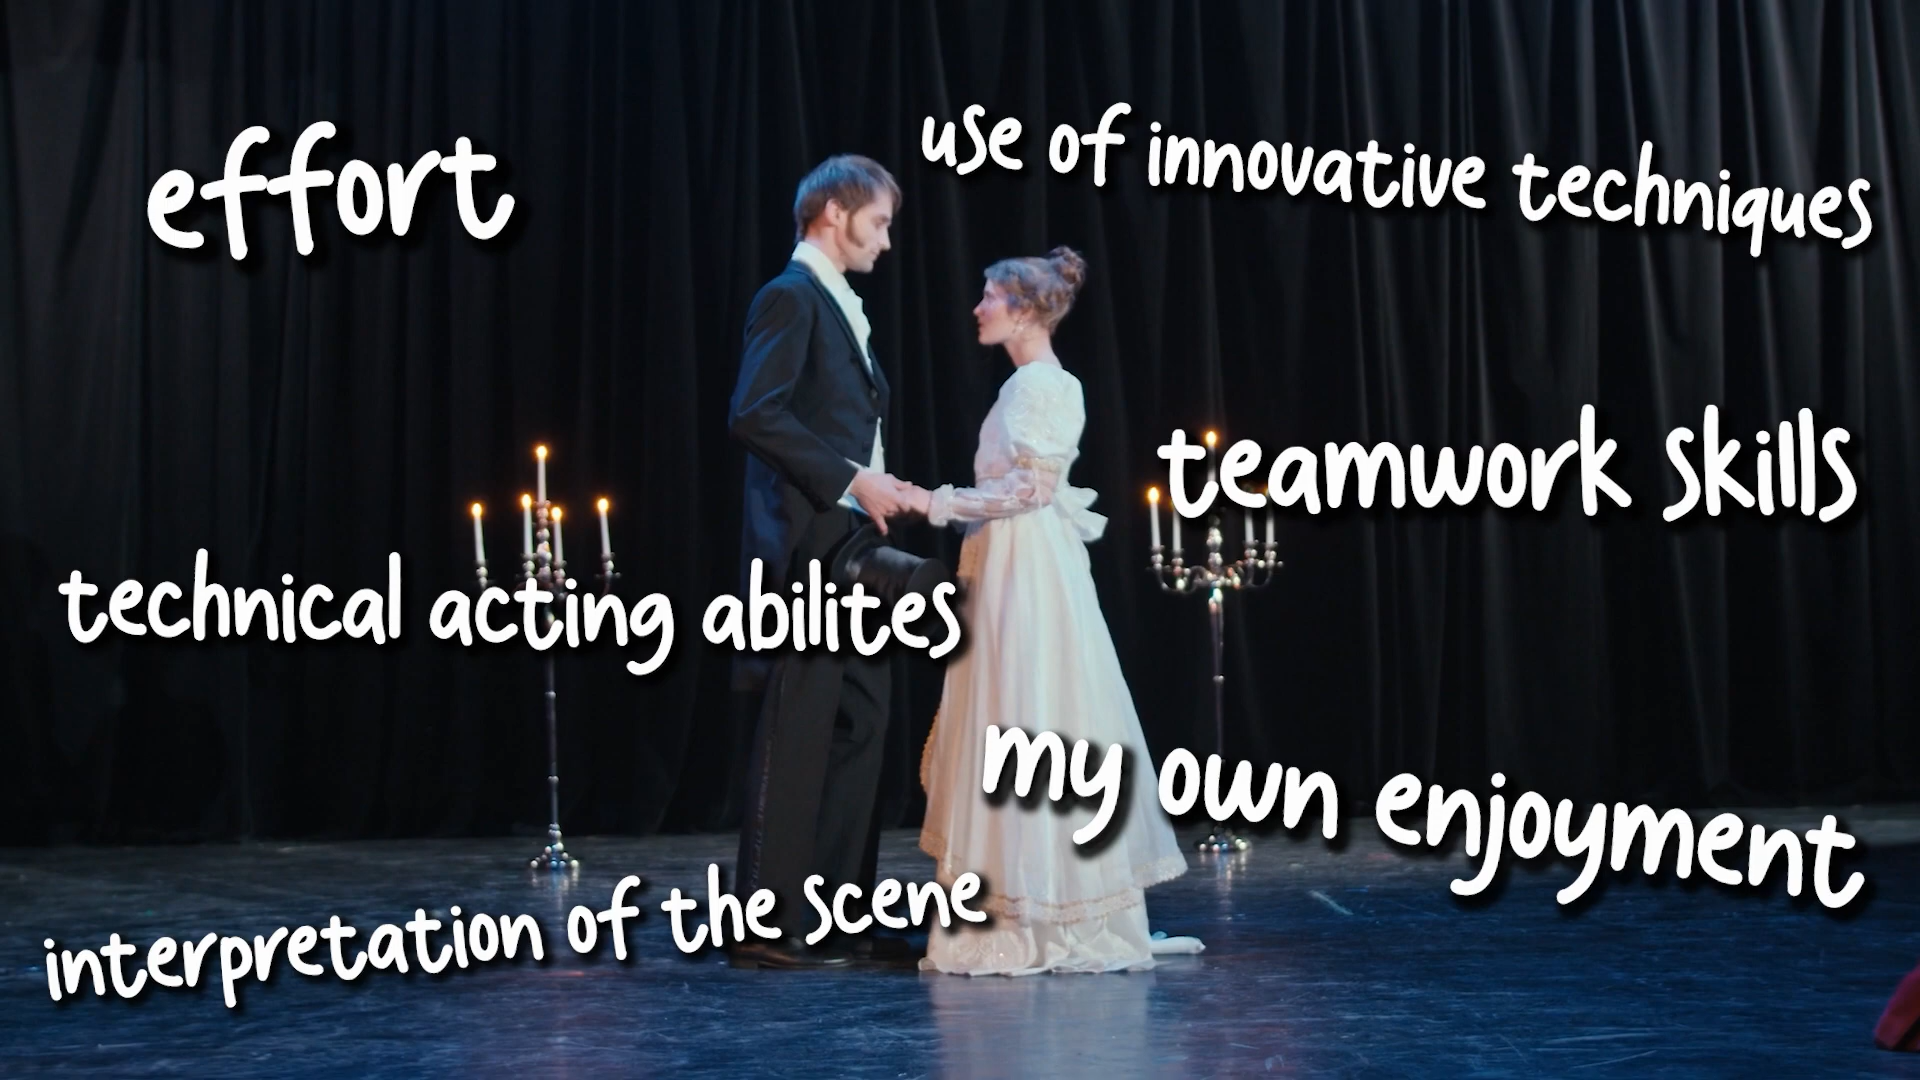 effort
use of innovative techniques
teamwork skills
technical acting abilites
my own enjoyment
interpretation of the scene